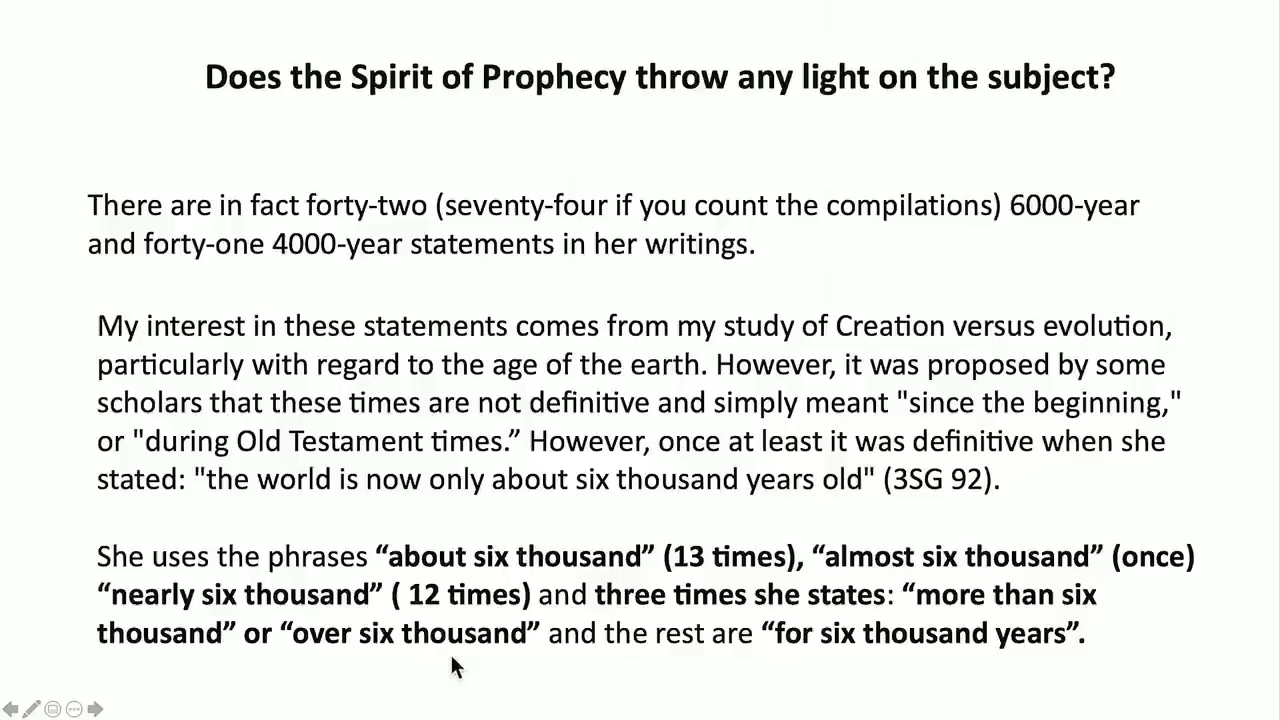 Does the Spirit of Prophecy throw any light on the subject?
There are in fact forty-two (seventy-four if you count the compilations) 6000-year
and forty-one 4000-year statements in her writings.
My interest in these statements comes from my study of Creation versus evolution,
particularly with regard to the age of the earth. However, it was proposed by some
scholars that these times are not definitive and simply meant "since the beginning,"
or "during Old Testament times.” However, once at least it was definitive when she
stated: "the world is now only about six thousand years old" (3SG 92).
She uses the phrases “about six thousand” (13 times), “almost six thousand” (once)
“nearly six thousand” ( 12 times) and three times she states: “more than six
thousand” or “over six thousand” and the rest are “for six thousand years”.